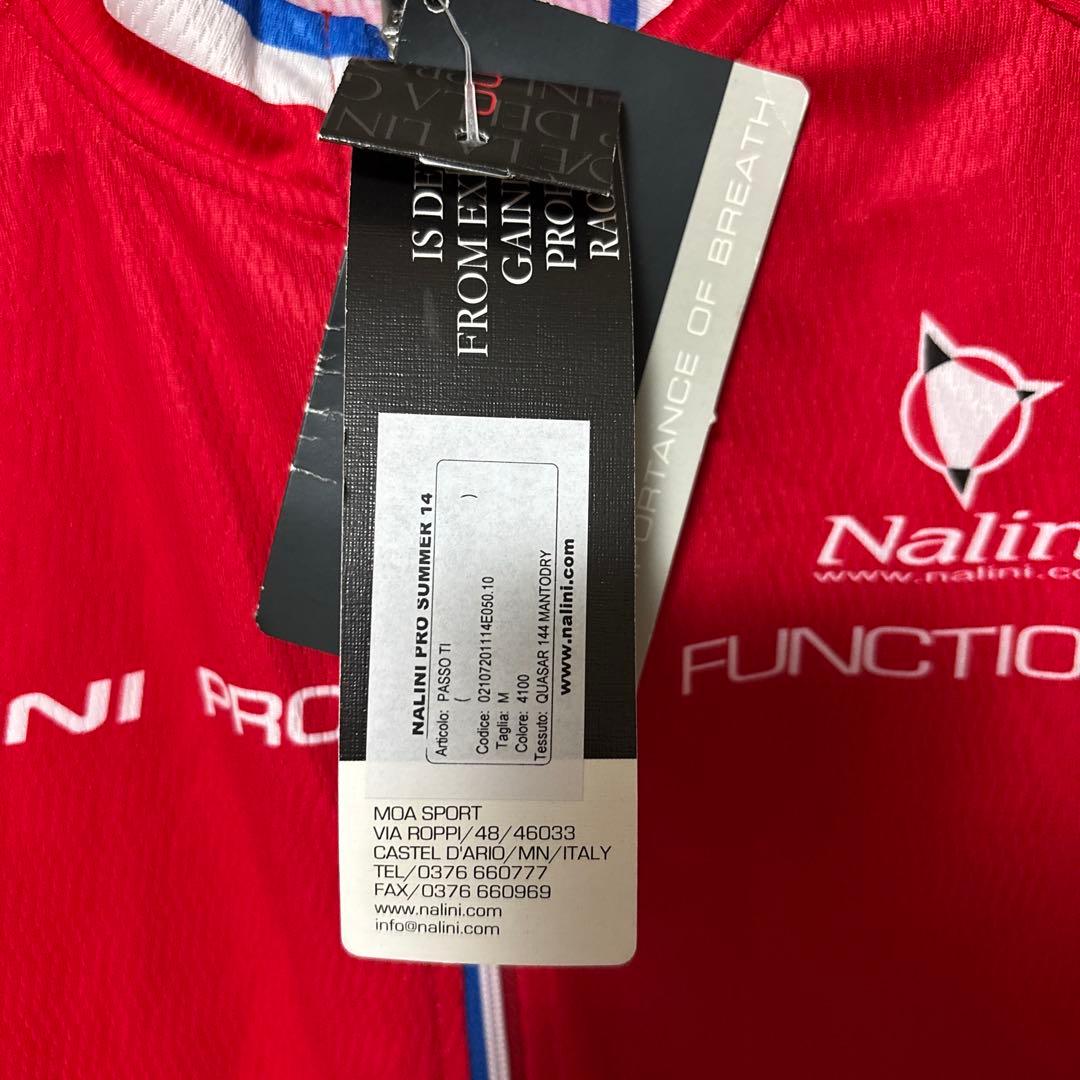 IS DE
FROM EX
GAIN
PRO
RAC
ORTANCE OF BREATH
NALINI PRO SUMMER 14
Articolo: PASSO TI
( )
Codice: 02107201114E050.10
Taglia: M
Colore: 4100
Tessuto: QUASAR 144 MANTODRY
www.nalini.com
MOA SPORT
VIA ROPPI/48/46033
CASTEL D'ARIO/MN/ITALY
TEL/0376 660777
FAX/0376 660969
www.nalini.com
info@nalini.com
Nalin
www.nalini.co
FUNCTIO
NI PRO